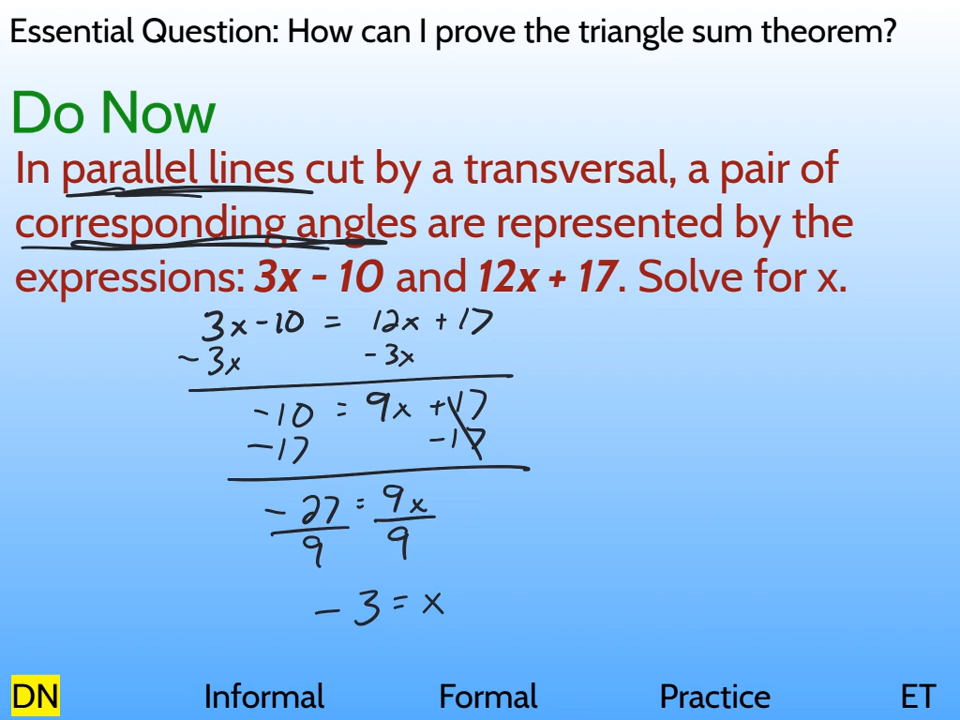 Essential Question: How can I prove the triangle sum theorem?
Do Now
In parallel lines cut by a transversal, a pair of
corresponding angles are represented by the
expressions: 3x - 10 and 12x + 17. Solve for x.
3x - 10 = 12x + 17
- 3x - 3x
- 10 = 9x + 17
- 17 - 17
- 27 = 9x
9 9
- 3 = x
DN Informal Formal Practice ET